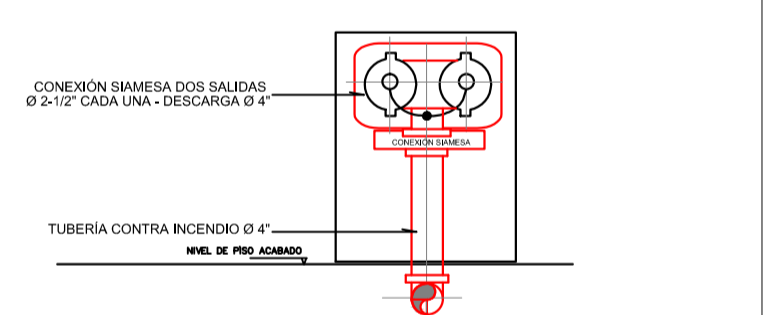 CONEXIÓN SIAMESA DOS SALIDAS
Ø 2-1/2" CADA UNA - DESCARGA Ø 4"
CONEXIÓN SIAMESA
TUBERÍA CONTRA INCENDIO Ø 4"
NIVEL DE PISO ACABADO